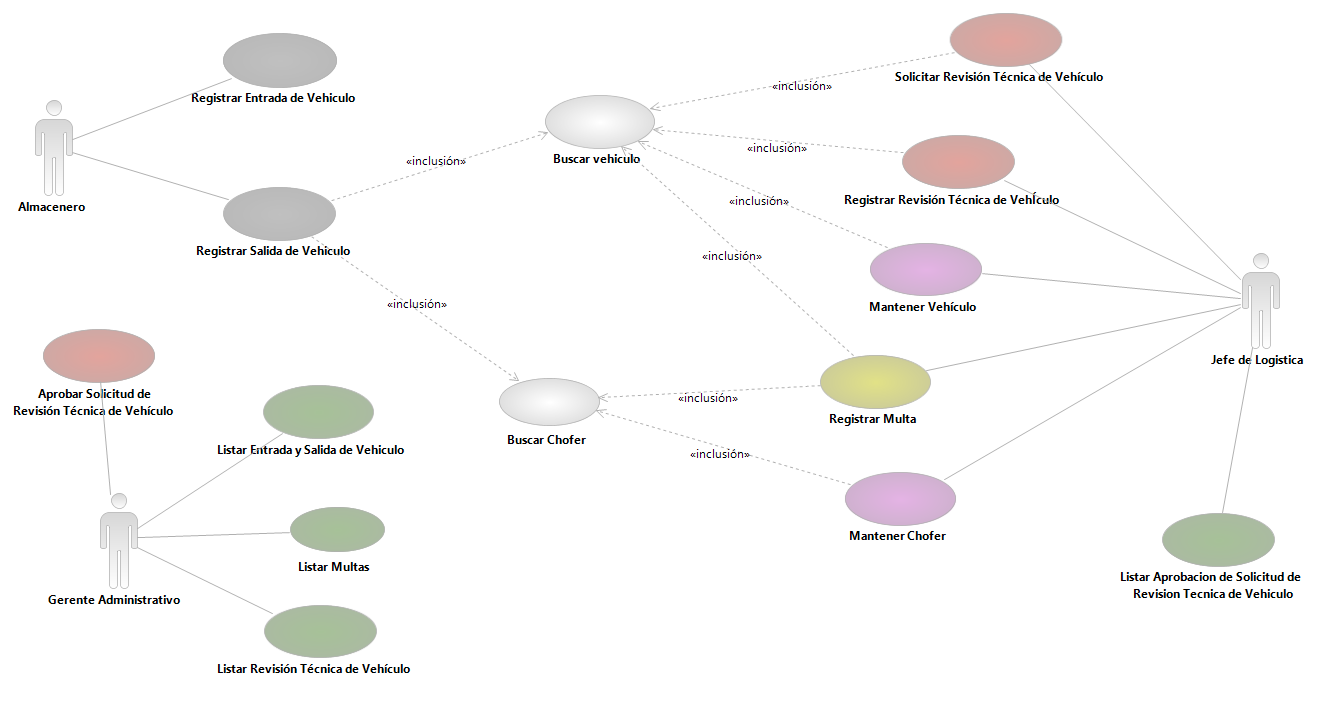 Solicitar Revisión Técnica de Vehículo
«inclusión»
Registrar Entrada de Vehiculo
«inclusión»
Buscar vehiculo
«inclusión»
Registrar Revisión Técnica de Vehículo
«inclusión»
Almacenero
Registrar Salida de Vehiculo
«inclusión»
«inclusión»
Mantener Vehículo
Jefe de Logistica
Aprobar Solicitud de
Revisión Técnica de Vehículo
«inclusión»
Registrar Multa
Buscar Chofer
Listar Entrada y Salida de Vehiculo
«inclusión»
Mantener Chofer
Listar Multas
Listar Aprobacion de Solicitud de
Revision Tecnica de Vehiculo
Gerente Administrativo
Listar Revisión Técnica de Vehículo